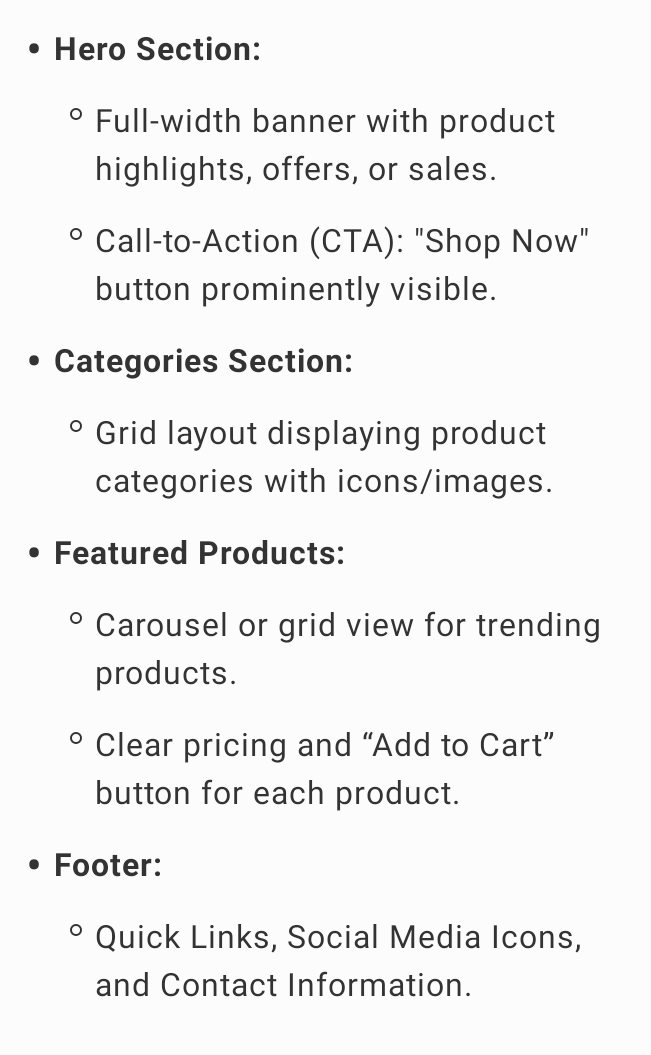 • Hero Section:
○ Full-width banner with product
highlights, offers, or sales.
○ Call-to-Action (CTA): "Shop Now"
button prominently visible.
• Categories Section:
○ Grid layout displaying product
categories with icons/images.
• Featured Products:
○ Carousel or grid view for trending
products.
○ Clear pricing and “Add to Cart”
button for each product.
• Footer:
○ Quick Links, Social Media Icons,
and Contact Information.